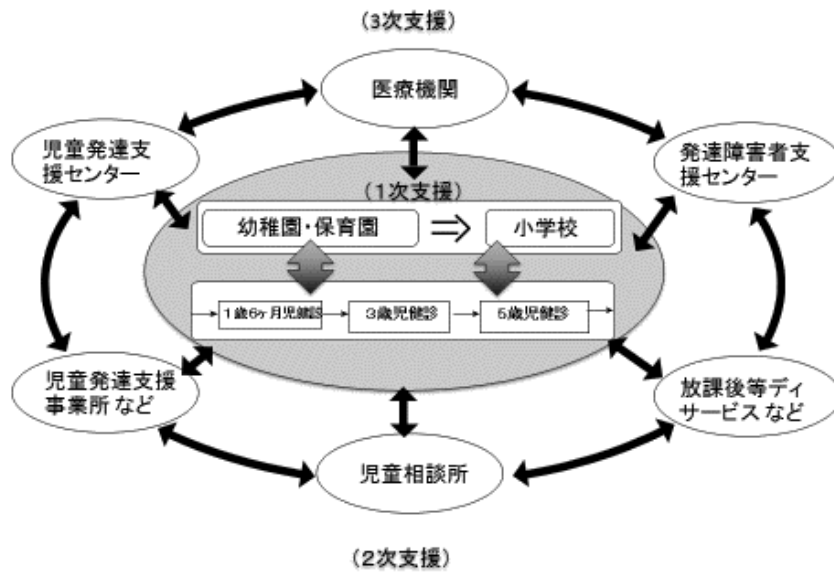 （3次支援）
医療機関
児童発達支
援センター
発達障害者支
援センター
（1次支援）
幼稚園・保育園
⇒
小学校
1歳6ヶ月児健診
3歳児健診
5歳児健診
児童発達支援
事業所 など
放課後等ディ
サービス など
児童相談所
（2次支援）